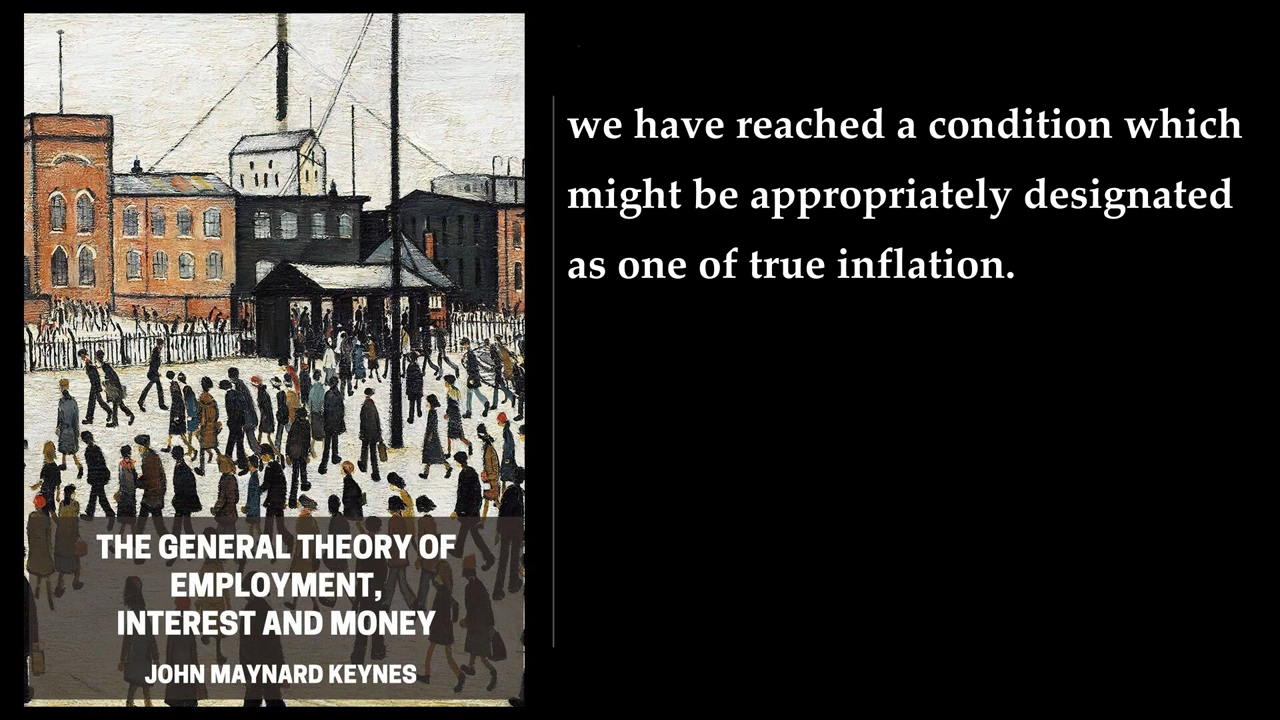 we have reached a condition which
might be appropriately designated
as one of true inflation.
THE GENERAL THEORY OF
EMPLOYMENT,
INTEREST AND MONEY
JOHN MAYNARD KEYNES